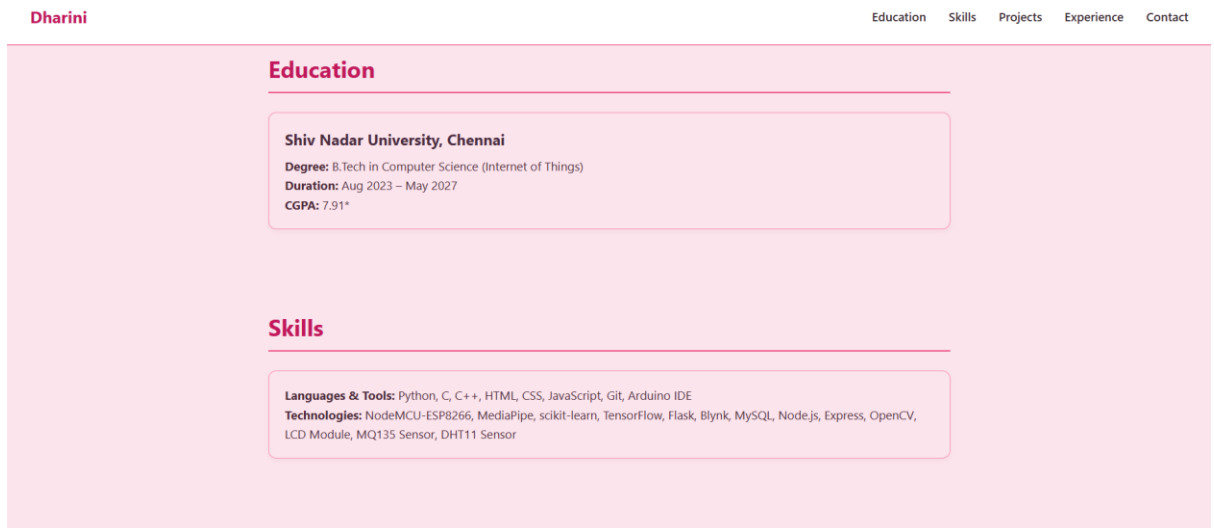 Dharini
Education Skills Projects Experience Contact
Education
Shiv Nadar University, Chennai
Degree: B.Tech in Computer Science (Internet of Things)
Duration: Aug 2023 – May 2027
CGPA: 7.91*
Skills
Languages & Tools: Python, C, C++, HTML, CSS, JavaScript, Git, Arduino IDE
Technologies: NodeMCU-ESP8266, MediaPipe, scikit-learn, TensorFlow, Flask, Blynk, MySQL, Node.js, Express, OpenCV,
LCD Module, MQ135 Sensor, DHT11 Sensor